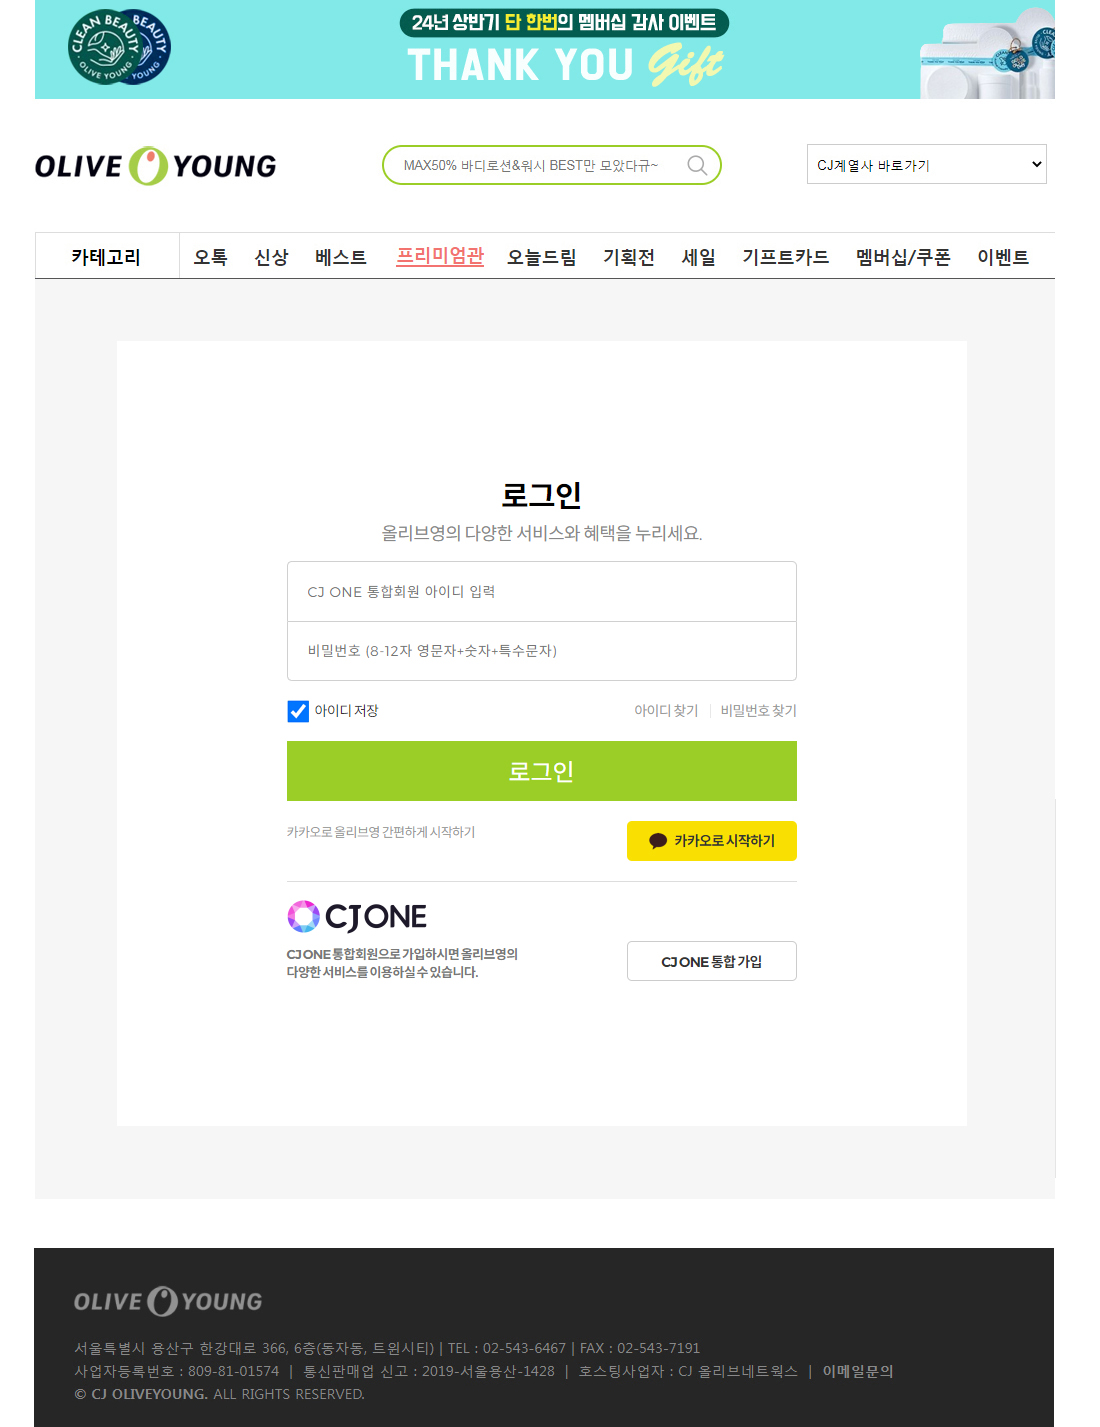 CLEAN BEAUTY
OLIVE YOUNG
BEAUTY
YOUNG
24년 상반기 단 한번의 멤버십 감사 이벤트
THANK YOU Gift
OLIVE YOUNG
MAX50% 바디로션&워시 BEST만 모았다규~
CJ계열사 바로가기
카테고리 오특 신상 베스트 프리미엄관 오늘드림 기획전 세일 기프트카드 멤버십/쿠폰 이벤트
로그인
올리브영의 다양한 서비스와 혜택을 누리세요.
CJ ONE 통합회원 아이디 입력
비밀번호 (8-12자 영문자+숫자+특수문자)
아이디 저장 아이디 찾기 비밀번호 찾기
로그인
카카오로 올리브영 간편하게 시작하기
카카오로 시작하기
CJ ONE
CJ ONE 통합회원으로 가입하시면 올리브영의
다양한 서비스를 이용하실 수 있습니다.
CJ ONE 통합 가입
OLIVE YOUNG
서울특별시 용산구 한강대로 366, 6층(동자동, 트윈시티) | TEL : 02-543-6467 | FAX : 02-543-7191
사업자등록번호 : 809-81-01574 | 통신판매업 신고 : 2019-서울용산-1428 | 호스팅사업자 : CJ 올리브네트웍스 | 이메일문의
© CJ OLIVEYOUNG. ALL RIGHTS RESERVED.